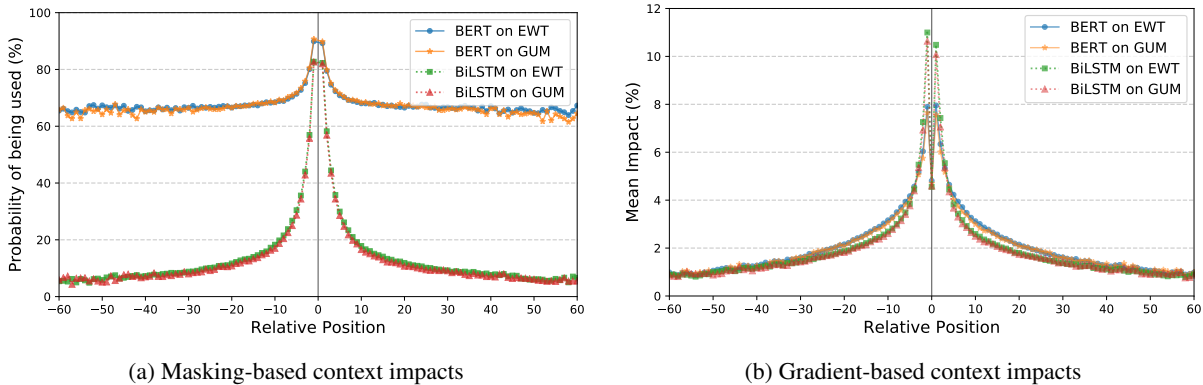 Probability of being used (%)
100
80
60
40
20
0
BERT on EWT
BERT on GUM
BiLSTM on EWT
BiLSTM on GUM
−60 −50 −40 −30 −20 −10 0 10 20 30 40 50 60
Relative Position
(a) Masking-based context impacts
Mean Impact (%)
12
10
8
6
4
2
0
BERT on EWT
BERT on GUM
BiLSTM on EWT
BiLSTM on GUM
−60 −50 −40 −30 −20 −10 0 10 20 30 40 50 60
Relative Position
(b) Gradient-based context impacts